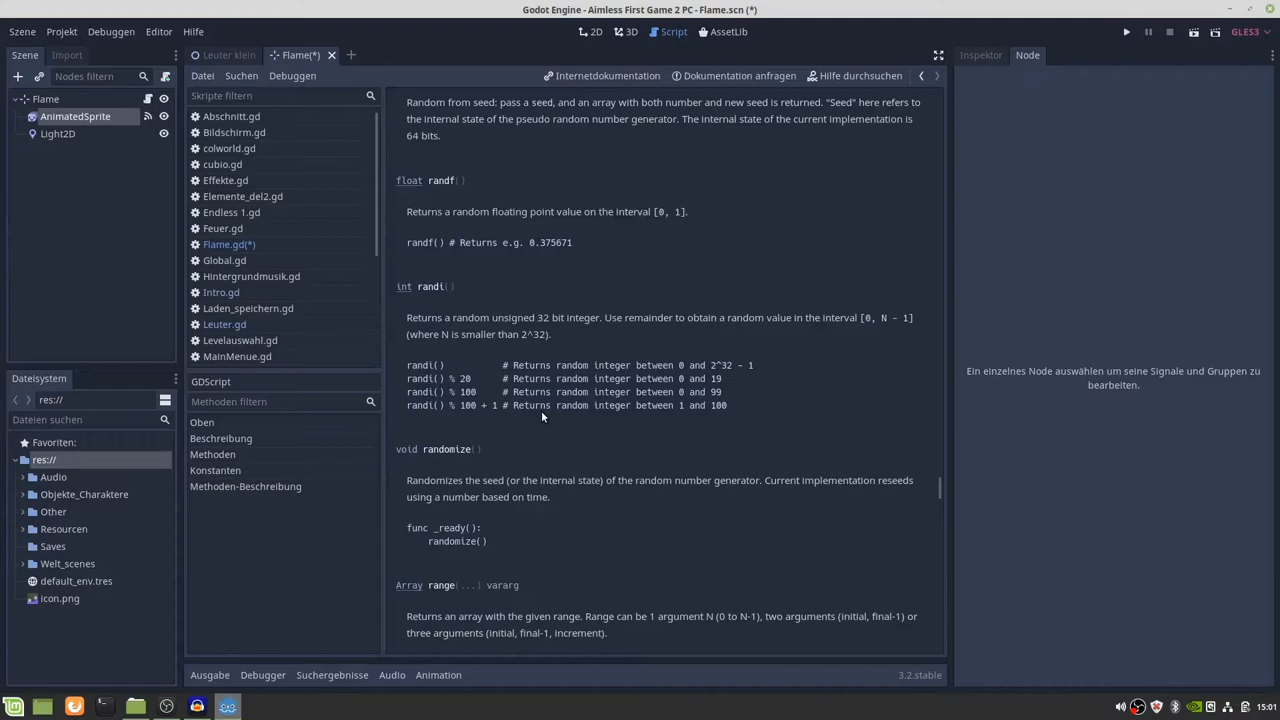 Godot Engine - Aimless First Game 2 PC - Flame.scn (*)
Szene Projekt Debuggen Editor Hilfe
2D 3D Script AssetLib
GLES3
Szene Import
Nodes filtern
Flame
AnimatedSprite
Light2D
Dateisystem
res://
Dateien suchen
Favoriten:
res://
Audio
Objekte_Charaktere
Other
Resourcen
Saves
Welt_scenes
default_env.tres
icon.png
Leuter klein Flame(*)
Datei Suchen Debuggen
Internetdokumentation Dokumentation anfragen Hilfe durchsuchen
Skripte filtern
Abschnitt.gd
Bildschirm.gd
colworld.gd
cubio.gd
Effekte.gd
Elemente_del2.gd
Endless 1.gd
Feuer.gd
Flame.gd(*)
Global.gd
Hintergrundmusik.gd
Intro.gd
Laden_speichern.gd
Leuter.gd
Levelauswahl.gd
MainMenue.gd
GDScript
Methoden filtern
Oben
Beschreibung
Methoden
Konstanten
Methoden-Beschreibung
Random from seed: pass a seed, and an array with both number and new seed is returned. "Seed" here refers to
the internal state of the pseudo random number generator. The internal state of the current implementation is
64 bits.
float randf()
Returns a random floating point value on the interval [0, 1].
randf() # Returns e.g. 0.375671
int randi()
Returns a random unsigned 32 bit integer. Use remainder to obtain a random value in the interval [0, N - 1]
(where N is smaller than 2^32).
randi() # Returns random integer between 0 and 2^32 - 1
randi() % 20 # Returns random integer between 0 and 19
randi() % 100 # Returns random integer between 0 and 99
randi() % 100 + 1 # Returns random integer between 1 and 100
void randomize()
Randomizes the seed (or the internal state) of the random number generator. Current implementation reseeds
using a number based on time.
func _ready():
randomize()
Array range(...) vararg
Returns an array with the given range. Range can be 1 argument N (0 to N-1), two arguments (initial, final-1) or
three arguments (initial, final-1, increment).
Ausgabe Debugger Suchergebnisse Audio Animation
3.2.stable
Inspektor Node
Ein einzelnes Node auswählen um seine Signale und Gruppen zu
bearbeiten.
15:01